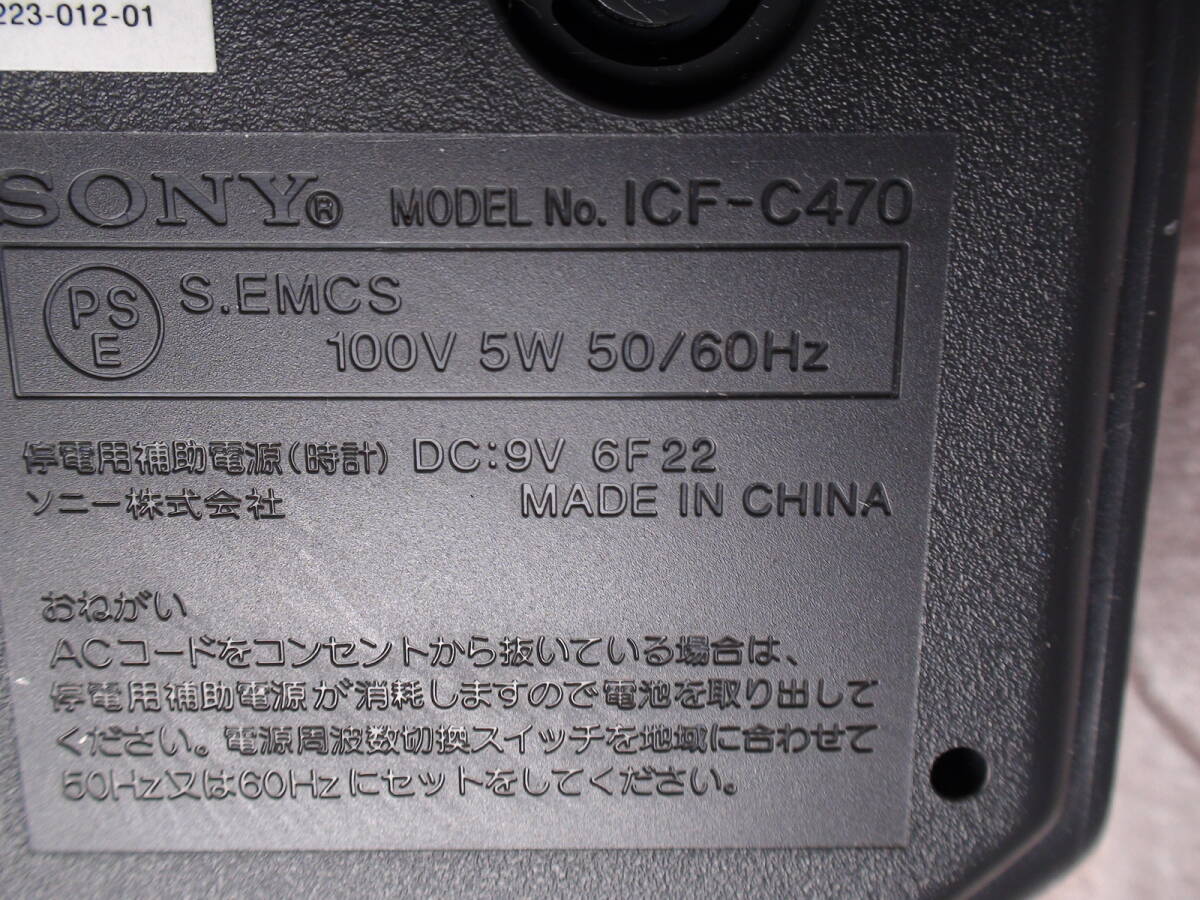 223-012-01
SONY® MODEL No. ICF-C470
PS
E
S.EMCS
100V 5W 50/60Hz
停電用補助電源(時計) DC:9V 6F22
ソニー株式会社 MADE IN CHINA
おねがい
ACコードをコンセントから抜いている場合は、
停電用補助電源が消耗しますので電池を取り出して
ください。電源周波数切換スイッチを地域に合わせて
50Hz又は60Hzにセットをしてください。